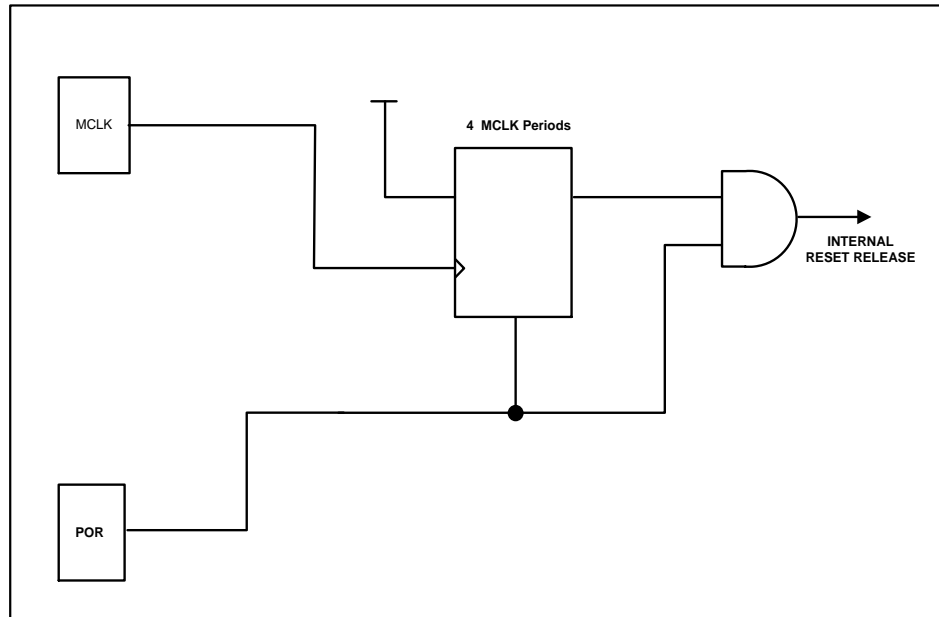 MCLK
4 MCLK Periods
INTERNAL
RESET RELEASE
POR